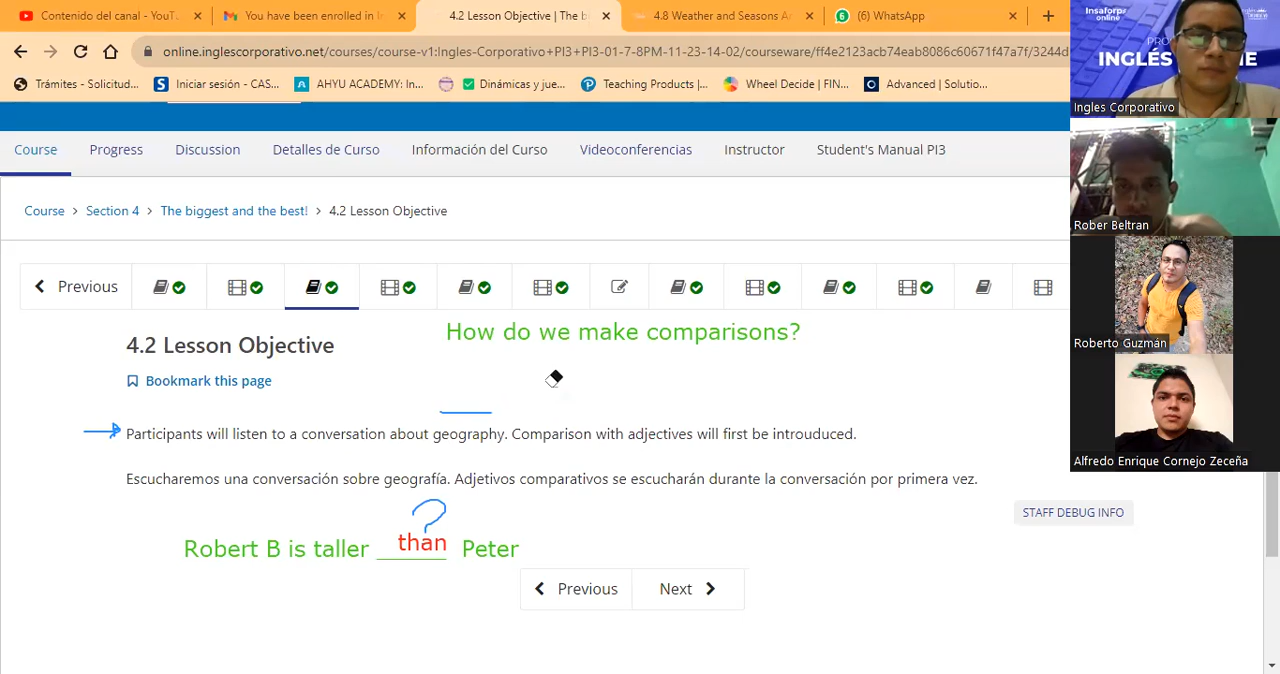 Contenido del canal - YouT
You have been enrolled in I
4.2 Lesson Objective | The b
4.8 Weather and Seasons A
(6) WhatsApp
online.inglescorporativo.net/courses/course-v1:Ingles-Corporativo+PI3+PI3-01-7-8PM-11-23-14-02/courseware/ff4e2123acb74eab8086c60671f47a7f/3244d
Trámites - Solicitud...
Iniciar sesión - CAS...
AHYU ACADEMY: In...
Dinámicas y jue...
Teaching Products |...
Wheel Decide | FIN...
Advanced | Solutio...
Course
Progress
Discussion
Detalles de Curso
Información del Curso
Videoconferencias
Instructor
Student's Manual PI3
Course > Section 4 > The biggest and the best! > 4.2 Lesson Objective
Previous
How do we make comparisons?
4.2 Lesson Objective
Bookmark this page
Participants will listen to a conversation about geography. Comparison with adjectives will first be introuduced.
Escucharemos una conversación sobre geografía. Adjetivos comparativos se escucharán durante la conversación por primera vez.
STAFF DEBUG INFO
?
Robert B is taller than Peter
Previous
Next
Insaforp
online
INGLÉS
NE
Ingles Corporativo
Rober Beltran
Roberto Guzmán
Alfredo Enrique Cornejo Zeceña